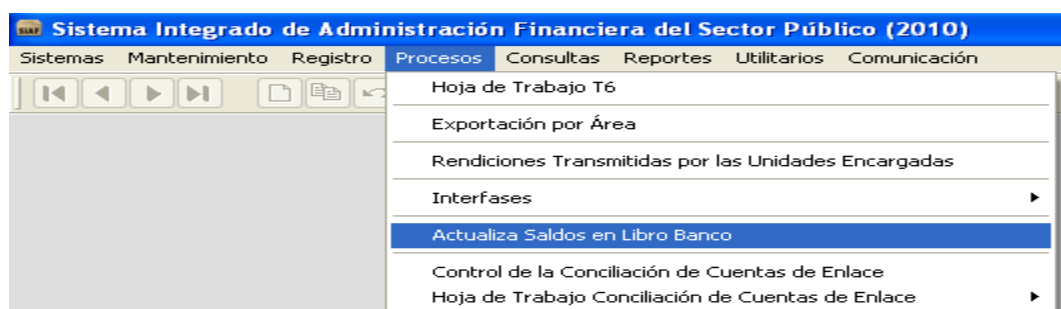 SIAF Sistema Integrado de Administración Financiera del Sector Público (2010)
Sistemas Mantenimiento Registro Procesos Consultas Reportes Utilitarios Comunicación
Hoja de Trabajo T6
Exportación por Área
Rendiciones Transmitidas por las Unidades Encargadas
Interfases
Actualiza Saldos en Libro Banco
Control de la Conciliación de Cuentas de Enlace
Hoja de Trabajo Conciliación de Cuentas de Enlace